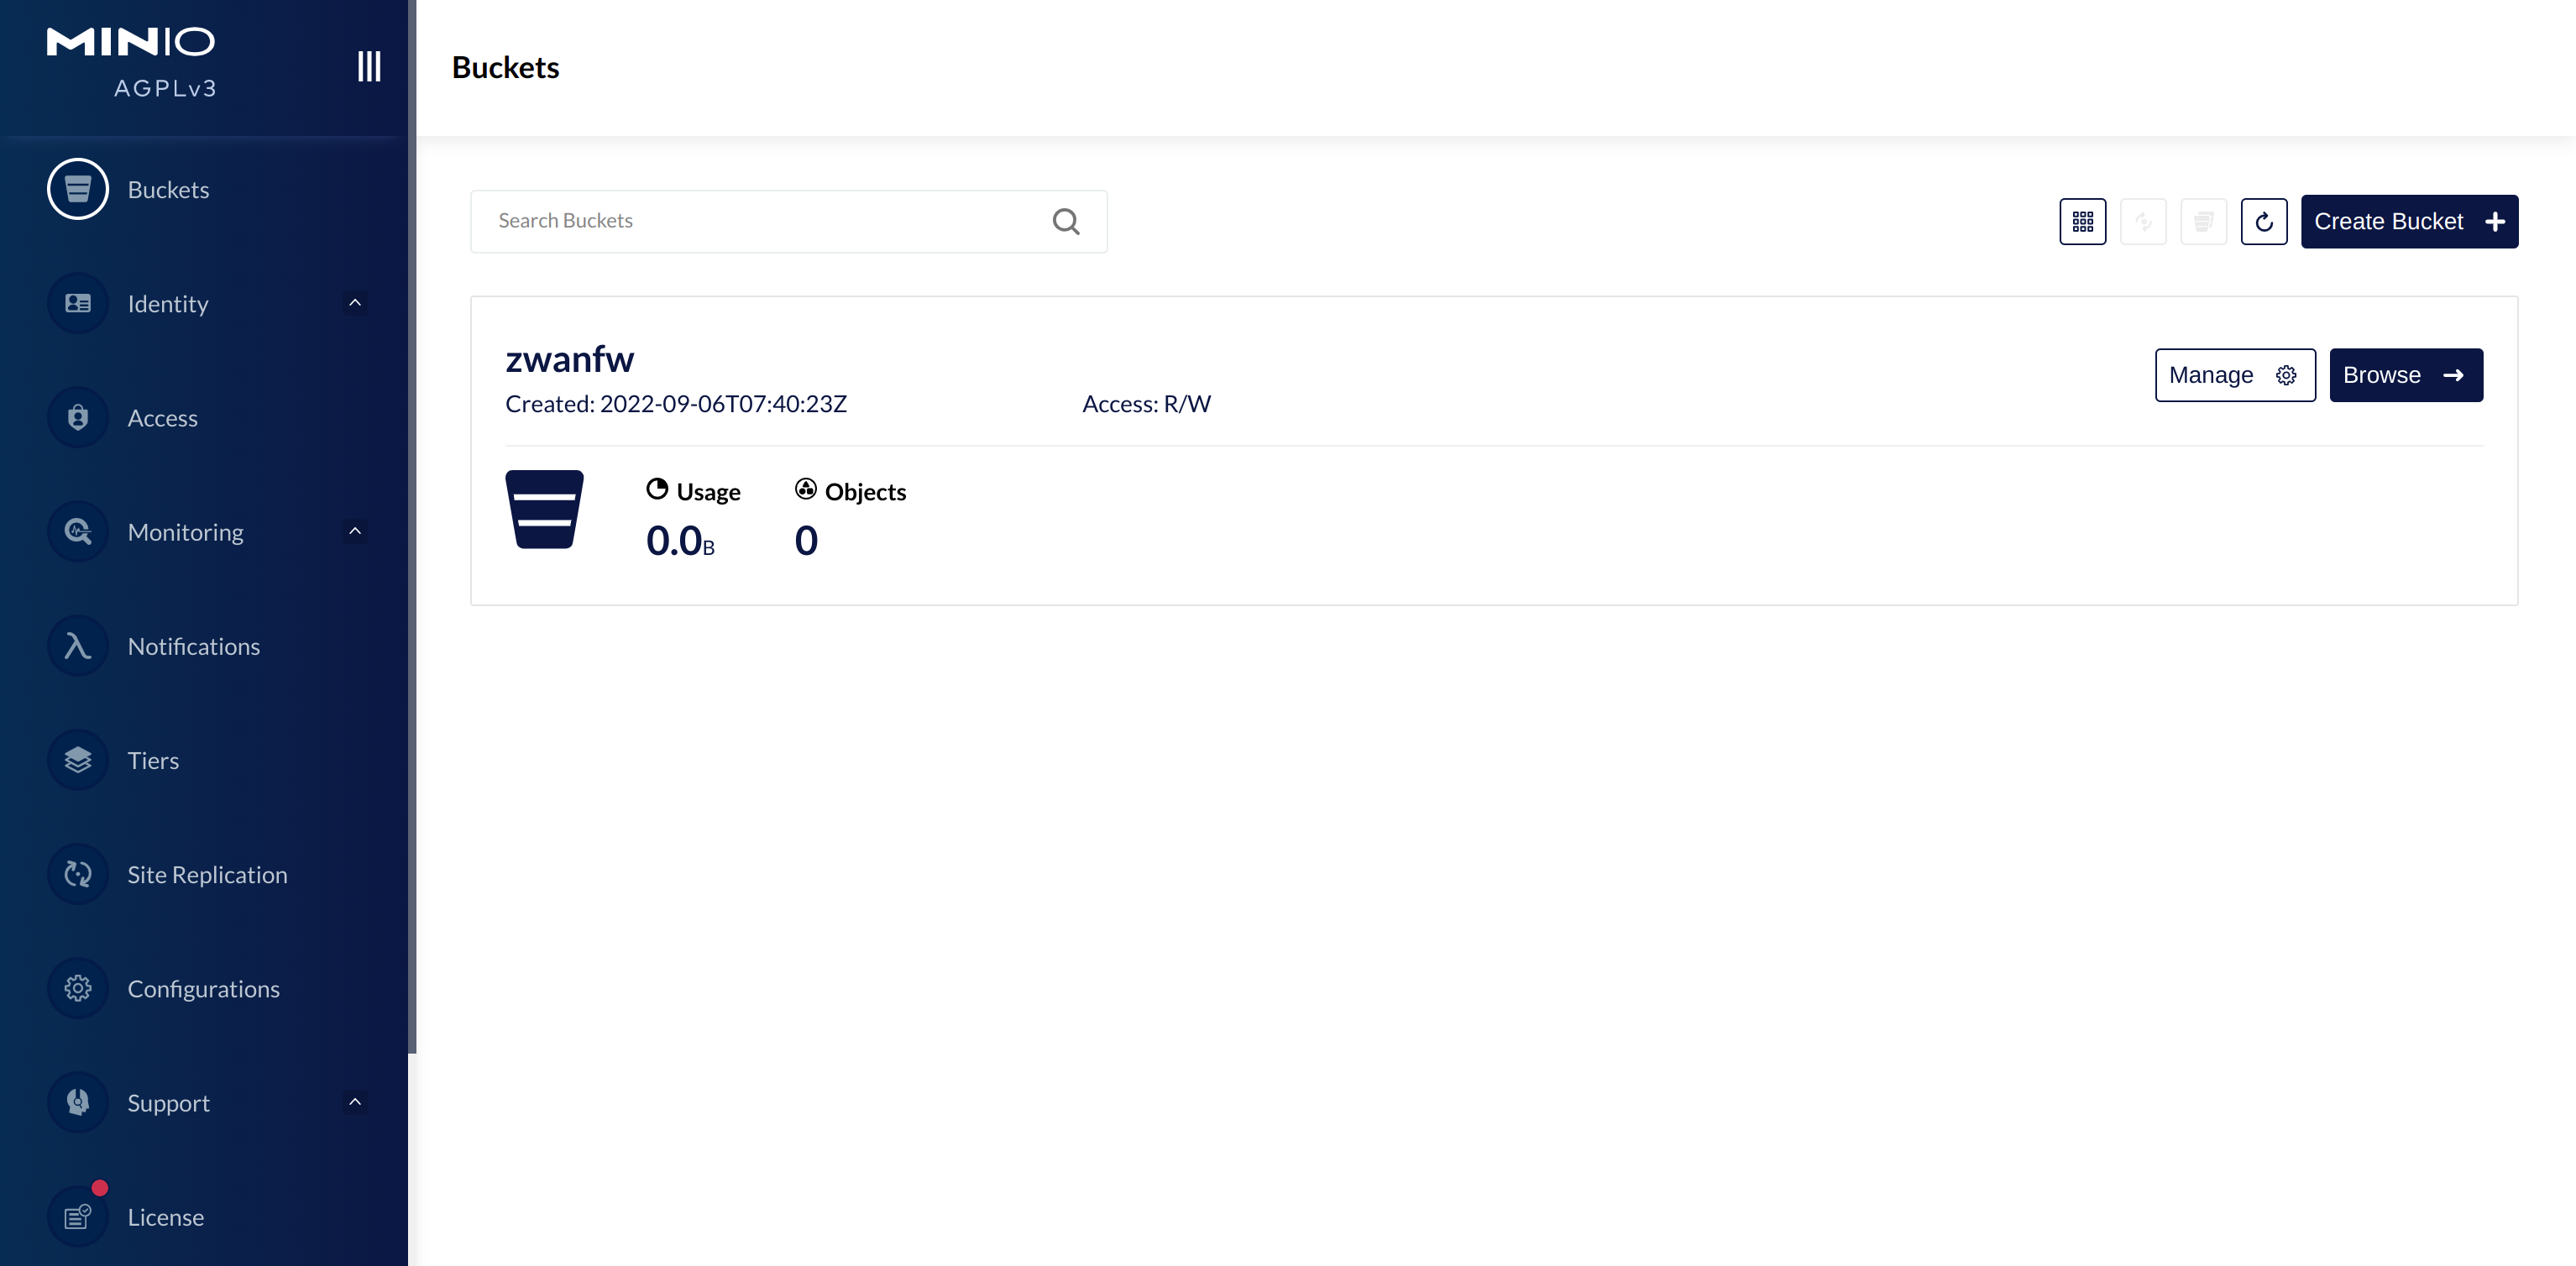 MINIO
AGPLv3
Buckets
Identity
Access
Monitoring
Notifications
Tiers
Site Replication
Configurations
Support
License
Buckets
Search Buckets
Create Bucket
zwanfw
Created: 2022-09-06T07:40:23Z
Access: R/W
Manage
Browse
Usage
Objects
0.0B
0